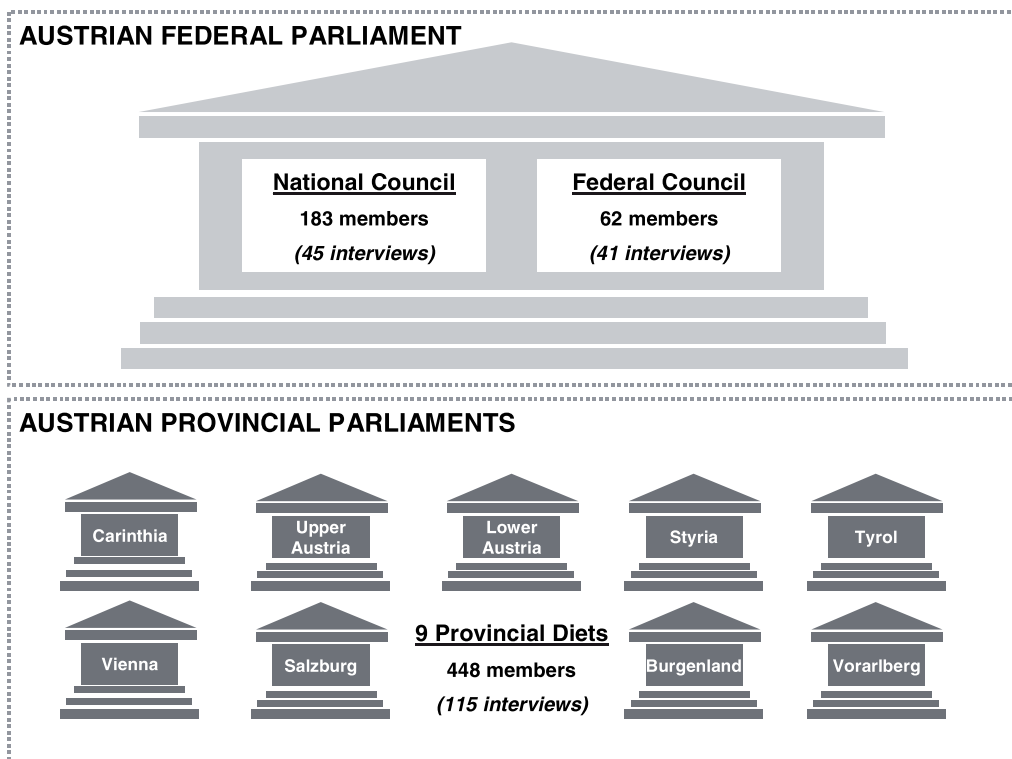 AUSTRIAN FEDERAL PARLIAMENT
National Council
183 members
(45 interviews)
Federal Council
62 members
(41 interviews)
AUSTRIAN PROVINCIAL PARLIAMENTS
Carinthia
Upper
Austria
Lower
Austria
Styria
Tyrol
Vienna
Salzburg
9 Provincial Diets
448 members
(115 interviews)
Burgenland
Vorarlberg